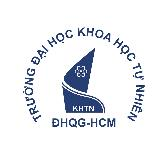 TRƯỜNG ĐẠI HỌC KHOA HỌC TỰ NHIÊN
KHTN
ĐHQG-HCM